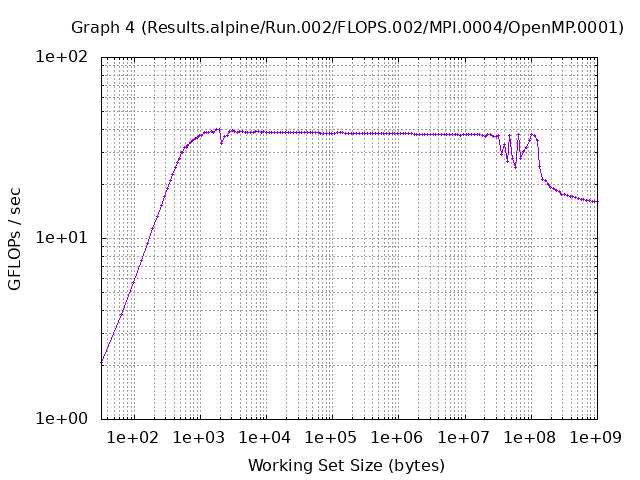 Graph 4 (Results.alpine/Run.002/FLOPS.002/MPI.0004/OpenMP.0001)
1e+02
1e+01
1e+00
GFLOPs / sec
1e+02 1e+03 1e+04 1e+05 1e+06 1e+07 1e+08 1e+09
Working Set Size (bytes)